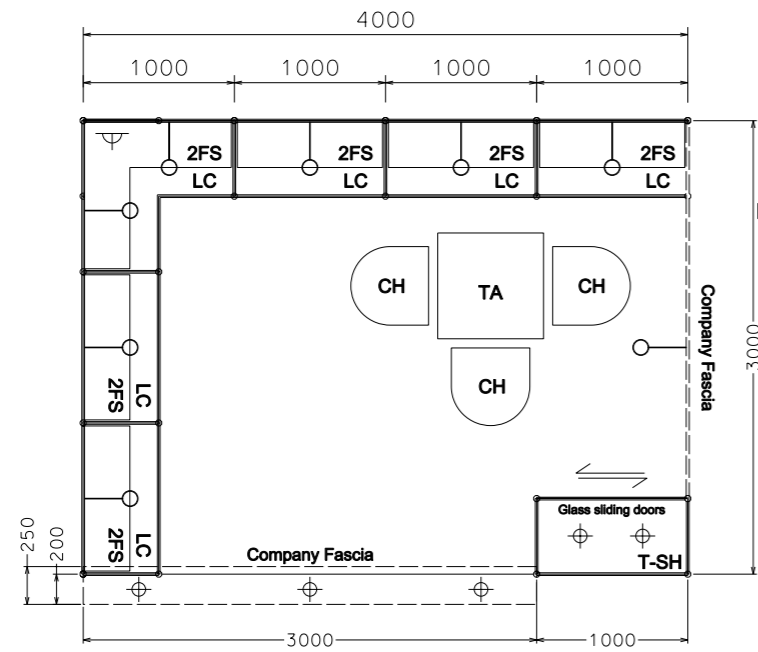 4000
1000 1000 1000 1000
2FS 2FS 2FS 2FS
LC LC LC LC
CH TA CH
CH
Company Fascia
3000
2FS LC
2FS LC
Glass sliding doors
T-SH
Company Fascia
250
200
3000 1000